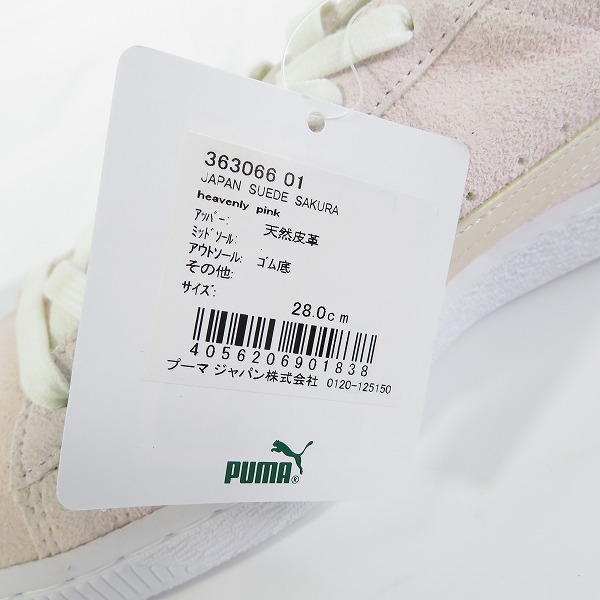 363066 01
JAPAN SUEDE SAKURA
heavenly pink
アッパー: 天然皮革
ミッドソール: .
アウトソール: ゴム底
その他:
サイズ:
28.0cm
4056206901838
プーマ ジャパン株式会社 0120-125150
PUMA®